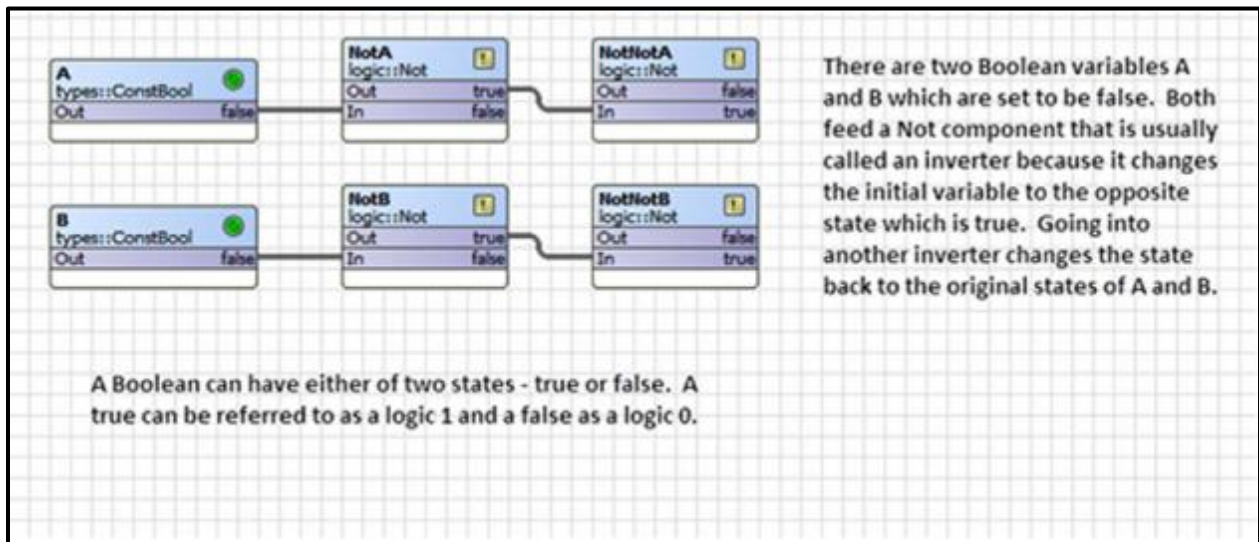 A
types::ConstBool
Out false
NotA
logic::Not
Out true
In false
NotNotA
logic::Not
Out false
In true
There are two Boolean variables A
and B which are set to be false. Both
feed a Not component that is usually
called an inverter because it changes
the initial variable to the opposite
state which is true. Going into
another inverter changes the state
back to the original states of A and B.
B
types::ConstBool
Out false
NotB
logic::Not
Out true
In false
NotNotB
logic::Not
Out false
In true
A Boolean can have either of two states - true or false. A
true can be referred to as a logic 1 and a false as a logic 0.